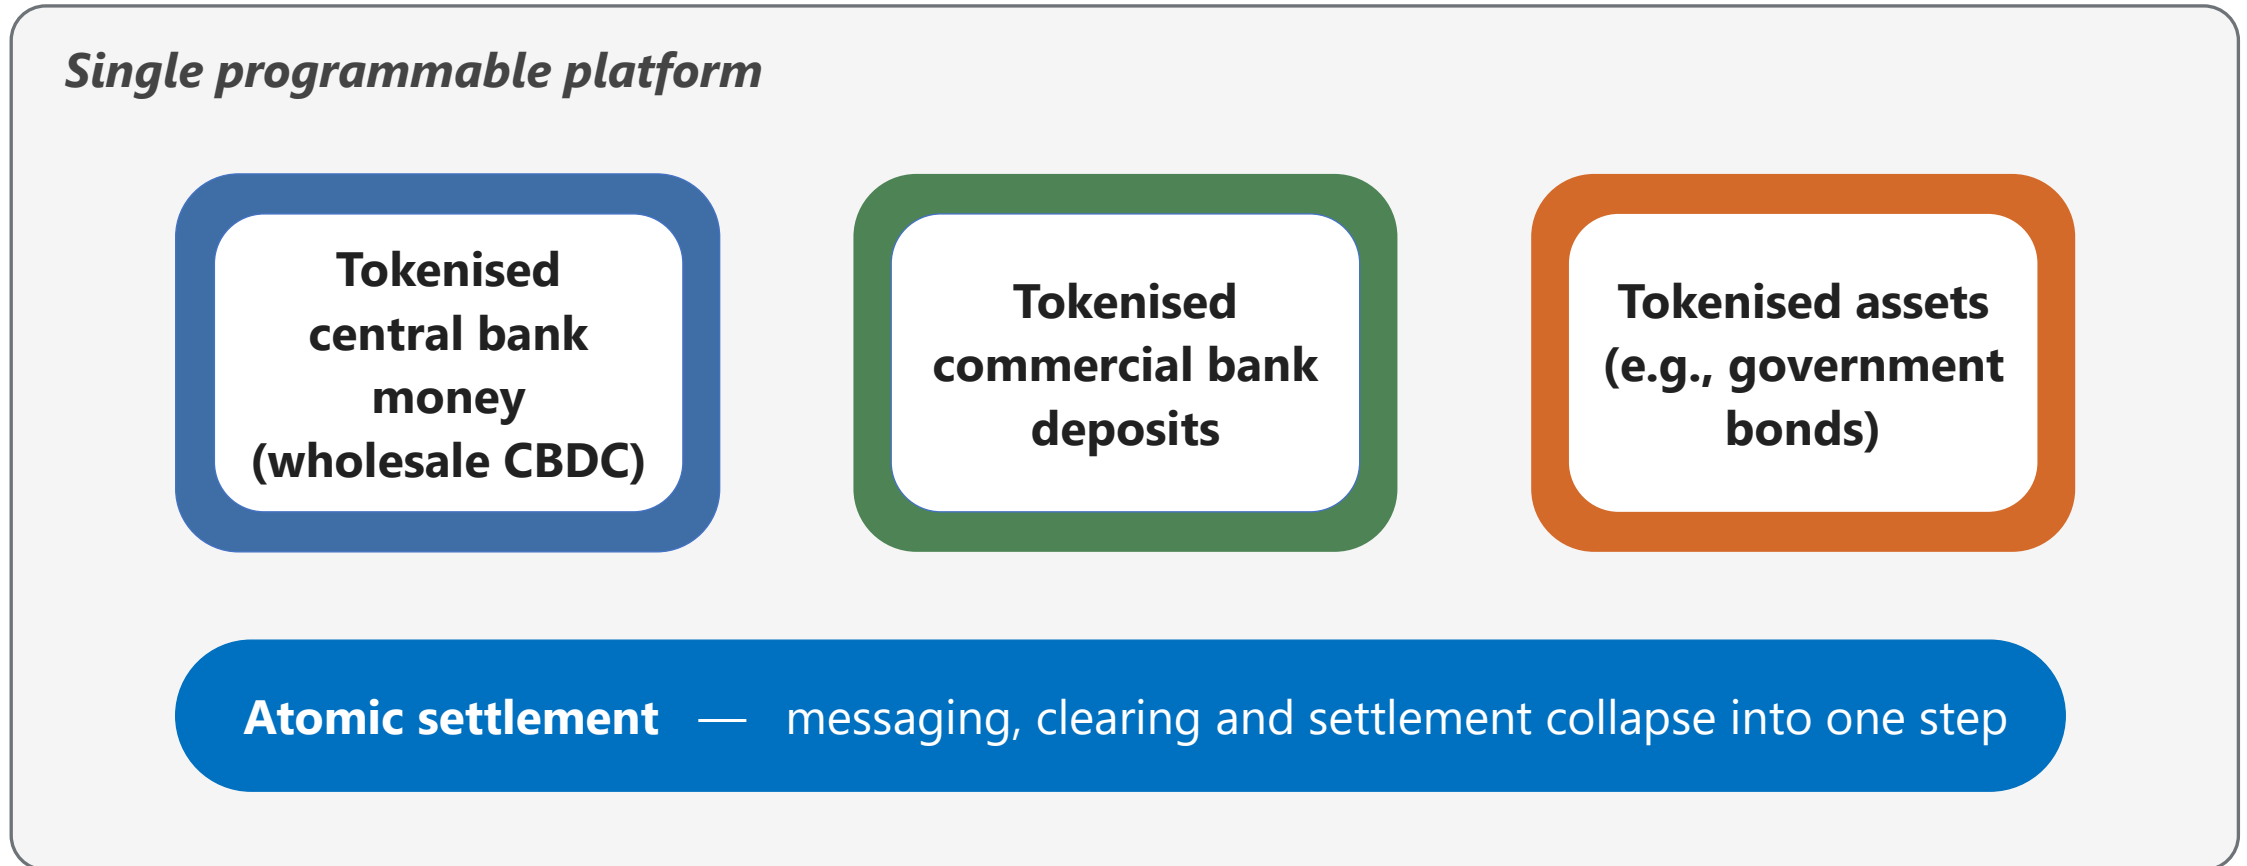 Single programmable platform
Tokenised
central bank
money
(wholesale CBDC)
Tokenised
commercial bank
deposits
Tokenised assets
(e.g., government
bonds)
Atomic settlement — messaging, clearing and settlement collapse into one step